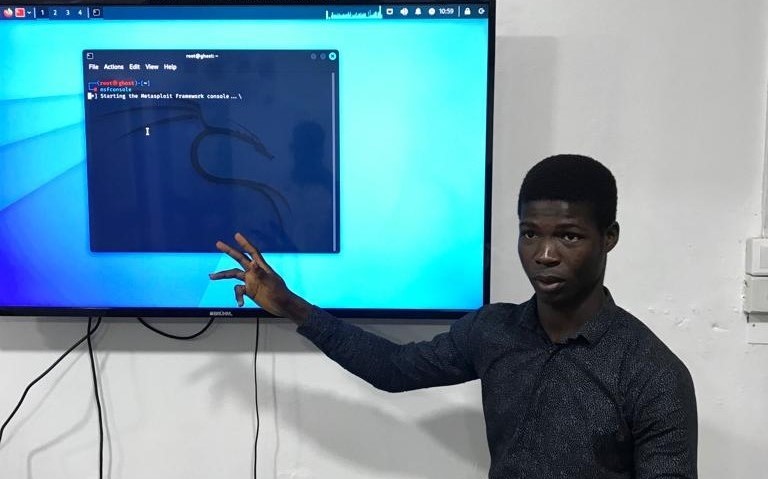 1 2 3 4
10:59
root@ghost: ~
File Actions Edit View Help
(root@ghost)-[~]
# msfconsole
[*] Starting the Metasploit Framework console...\